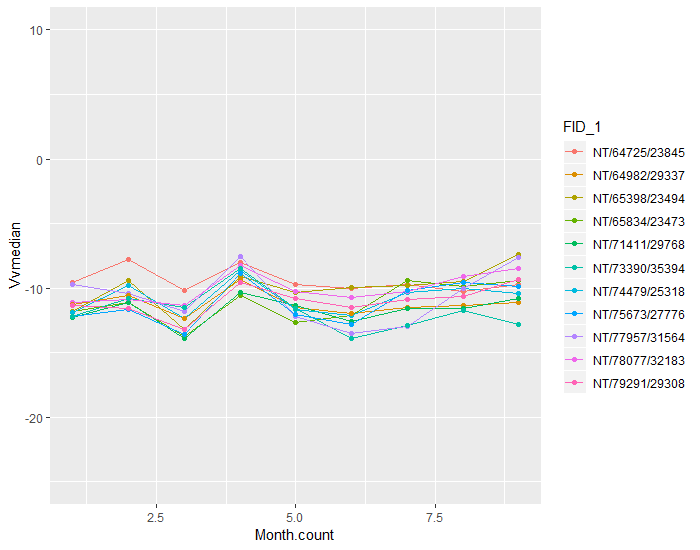 10
0
-10
-20
Vvmedian
2.5
5.0
7.5
Month.count
FID_1
NT/64725/23845
NT/64982/29337
NT/65398/23494
NT/65834/23473
NT/71411/29768
NT/73390/35394
NT/74479/25318
NT/75673/27776
NT/77957/31564
NT/78077/32183
NT/79291/29308